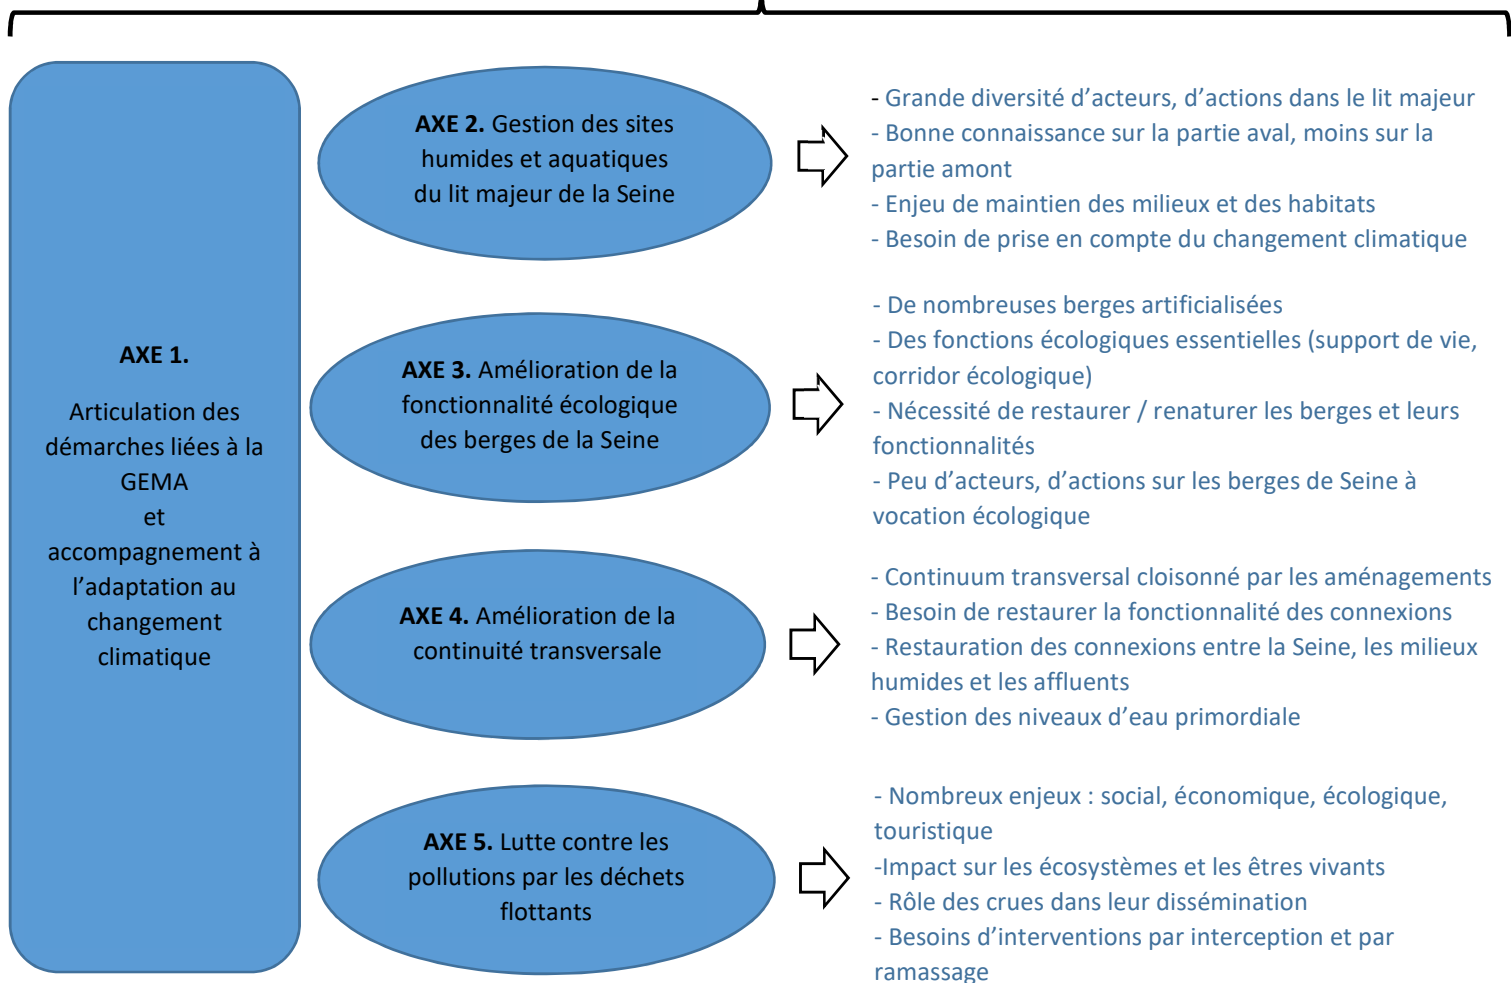 AXE 1.
Articulation des
démarches liées à la
GEMA
et
accompagnement à
l’adaptation au
changement
climatique
AXE 2. Gestion des sites
humides et aquatiques
du lit majeur de la Seine
- Grande diversité d’acteurs, d’actions dans le lit majeur
- Bonne connaissance sur la partie aval, moins sur la
partie amont
- Enjeu de maintien des milieux et des habitats
- Besoin de prise en compte du changement climatique
AXE 3. Amélioration de la
fonctionnalité écologique
des berges de la Seine
- De nombreuses berges artificialisées
- Des fonctions écologiques essentielles (support de vie,
corridor écologique)
- Nécessité de restaurer / renaturer les berges et leurs
fonctionnalités
- Peu d’acteurs, d’actions sur les berges de Seine à
vocation écologique
AXE 4. Amélioration de la
continuité transversale
- Continuum transversal cloisonné par les aménagements
- Besoin de restaurer la fonctionnalité des connexions
- Restauration des connexions entre la Seine, les milieux
humides et les affluents
- Gestion des niveaux d’eau primordiale
AXE 5. Lutte contre les
pollutions par les déchets
flottants
- Nombreux enjeux : social, économique, écologique,
touristique
-Impact sur les écosystèmes et les êtres vivants
- Rôle des crues dans leur dissémination
- Besoins d’interventions par interception et par
ramassage